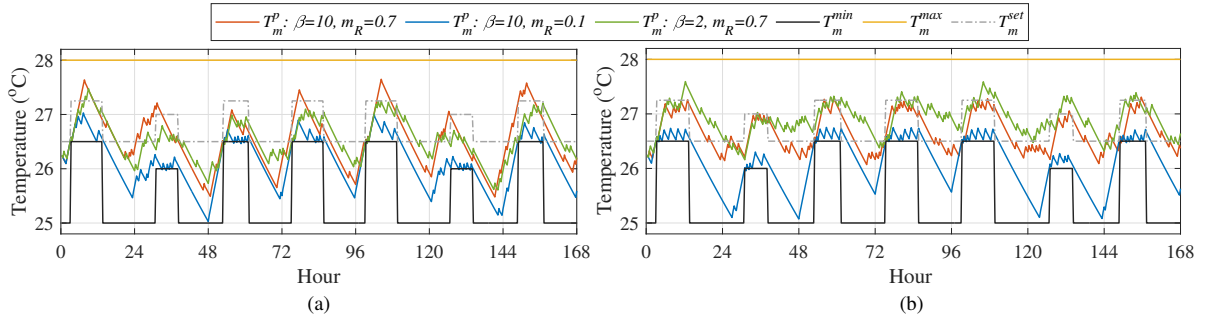 T_m^p: β=10, m_R=0.7 T_m^p: β=10, m_R=0.1 T_m^p: β=2, m_R=0.7 T_m^min T_m^max T_m^set
Temperature (°C)
28
27
26
25
0 24 48 72 96 120 144 168
Hour
(a)
Temperature (°C)
28
27
26
25
0 24 48 72 96 120 144 168
Hour
(b)